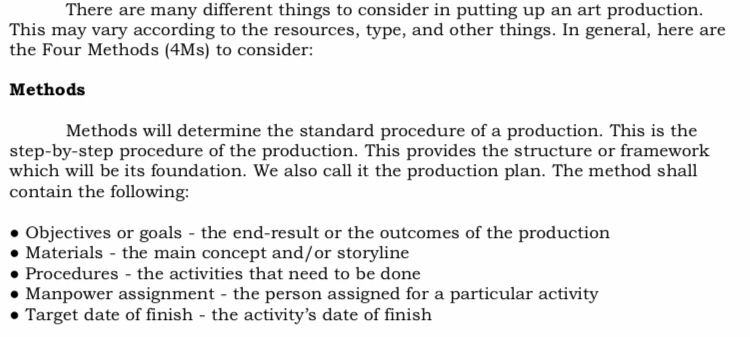 There are many different things to consider in putting up an art production.
This may vary according to the resources, type, and other things. In general, here are
the Four Methods (4Ms) to consider:
Methods
Methods will determine the standard procedure of a production. This is the
step-by-step procedure of the production. This provides the structure or framework
which will be its foundation. We also call it the production plan. The method shall
contain the following:
● Objectives or goals - the end-result or the outcomes of the production
● Materials - the main concept and/or storyline
● Procedures - the activities that need to be done
● Manpower assignment - the person assigned for a particular activity
● Target date of finish - the activity's date of finish